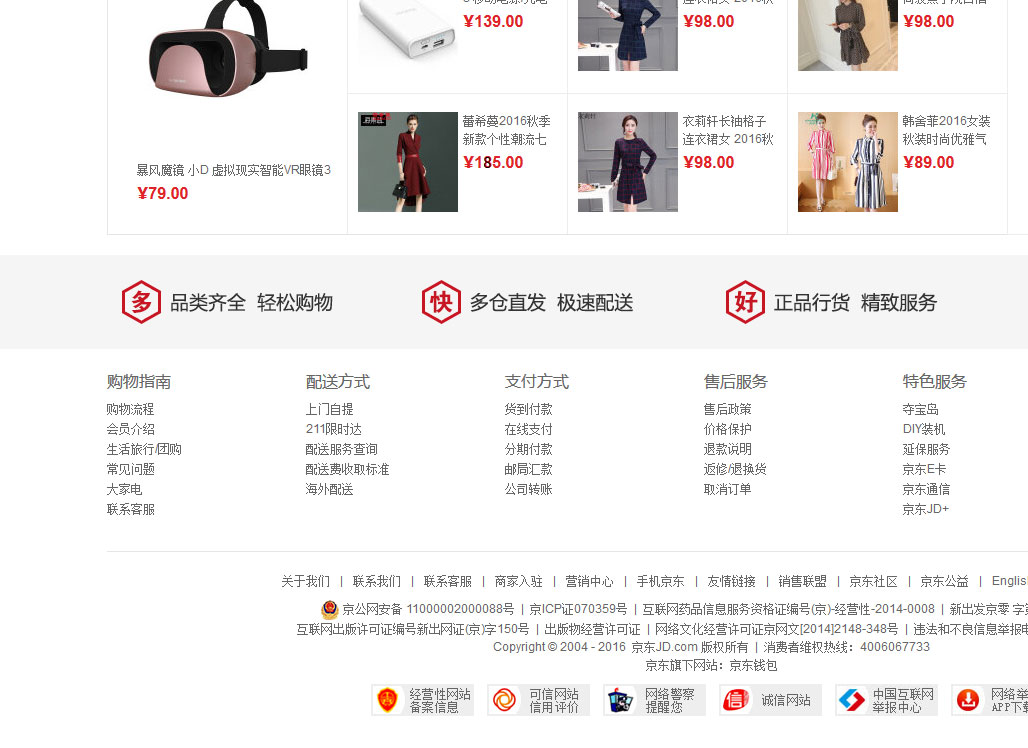 ¥139.00
¥98.00
¥98.00
暴风魔镜 小D 虚拟现实智能VR眼镜3
¥79.00
蕾希蔓2016秋季
新款个性潮流七
¥185.00
衣莉轩长袖格子
连衣裙女 2016秋
¥98.00
韩舍菲2016女装
秋装时尚优雅气
¥89.00
多 品类齐全 轻松购物
快 多仓直发 极速配送
好 正品行货 精致服务
购物指南
购物流程
会员介绍
生活旅行/团购
常见问题
大家电
联系客服
配送方式
上门自提
211限时达
配送服务查询
配送费收取标准
海外配送
支付方式
货到付款
在线支付
分期付款
邮局汇款
公司转账
售后服务
售后政策
价格保护
退款说明
返修/退换货
取消订单
特色服务
夺宝岛
DIY装机
延保服务
京东E卡
京东通信
京东JD+
关于我们 | 联系我们 | 联系客服 | 商家入驻 | 营销中心 | 手机京东 | 友情链接 | 销售联盟 | 京东社区 | 京东公益 | Englis
京公网安备 11000002000088号 | 京ICP证070359号 | 互联网药品信息服务资格证编号(京)-经营性-2014-0008 | 新出发京零 字
互联网出版许可证编号新出网证(京)字150号 | 出版物经营许可证 | 网络文化经营许可证京网文[2014]2148-348号 | 违法和不良信息举报
Copyright © 2004 - 2016 京东JD.com 版权所有 | 消费者维权热线：4006067733
京东旗下网站：京东钱包
经营性网站
备案信息
可信网站
信用评价
网络警察
提醒您
信 诚信网站
中国互联网
举报中心
网络举
APP下